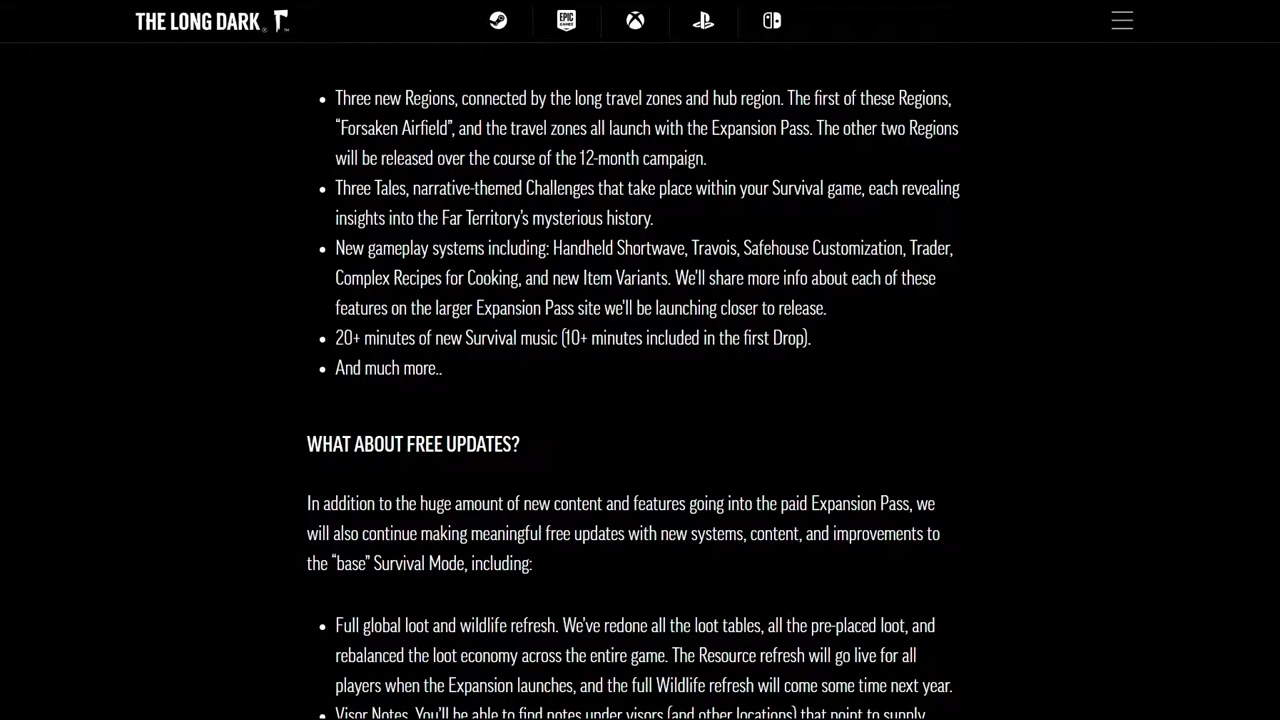 THE LONG DARK
EPIC GAMES
Three new Regions, connected by the long travel zones and hub region. The first of these Regions,
“Forsaken Airfield”, and the travel zones all launch with the Expansion Pass. The other two Regions
will be released over the course of the 12-month campaign.
Three Tales, narrative-themed Challenges that take place within your Survival game, each revealing
insights into the Far Territory’s mysterious history.
New gameplay systems including: Handheld Shortwave, Travois, Safehouse Customization, Trader,
Complex Recipes for Cooking, and new Item Variants. We’ll share more info about each of these
features on the larger Expansion Pass site we’ll be launching closer to release.
20+ minutes of new Survival music (10+ minutes included in the first Drop).
And much more..
WHAT ABOUT FREE UPDATES?
In addition to the huge amount of new content and features going into the paid Expansion Pass, we
will also continue making meaningful free updates with new systems, content, and improvements to
the “base” Survival Mode, including:
Full global loot and wildlife refresh. We’ve redone all the loot tables, all the pre-placed loot, and
rebalanced the loot economy across the entire game. The Resource refresh will go live for all
players when the Expansion launches, and the full Wildlife refresh will come some time next year.
Visor Notes. You’ll be able to find notes under visors (and other locations) that point to supply